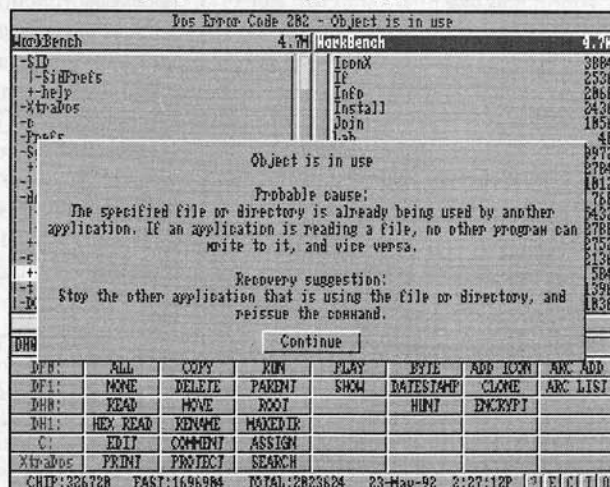 Dos Error Code 202 - Object is in use
WorkBench 4.7M WorkBench 4.7M
|-SID
| |-SidPrefs
| +-help
|-XtraDos
|-c
|-Prefs
IconX
If
Info
Install
Join
Lab
Object is in use
Probable cause:
The specified file or directory is already being used by another
application. If an application is reading a file, no other program can
write to it, and vice versa.
Recovery suggestion:
Stop the other application that is using the file or directory, and
reissue the command.
Continue
DF0: ALL COPY RUN PLAY BYTE ADD ICON ARC ADD
DF1: NONE DELETE PARENT SHOW DATESTAMP CLONE ARC LIST
DH0: READ MOVE ROOT HUNT ENCRYPT
DH1: HEX READ RENAME MAKEDIR
C: EDIT COMMENT ASSIGN
XtraDos PRINT PROTECT SEARCH
CHIP:326720 FAST:1696904 TOTAL:2023624 23-May-92 2:27:12P ? E C I D